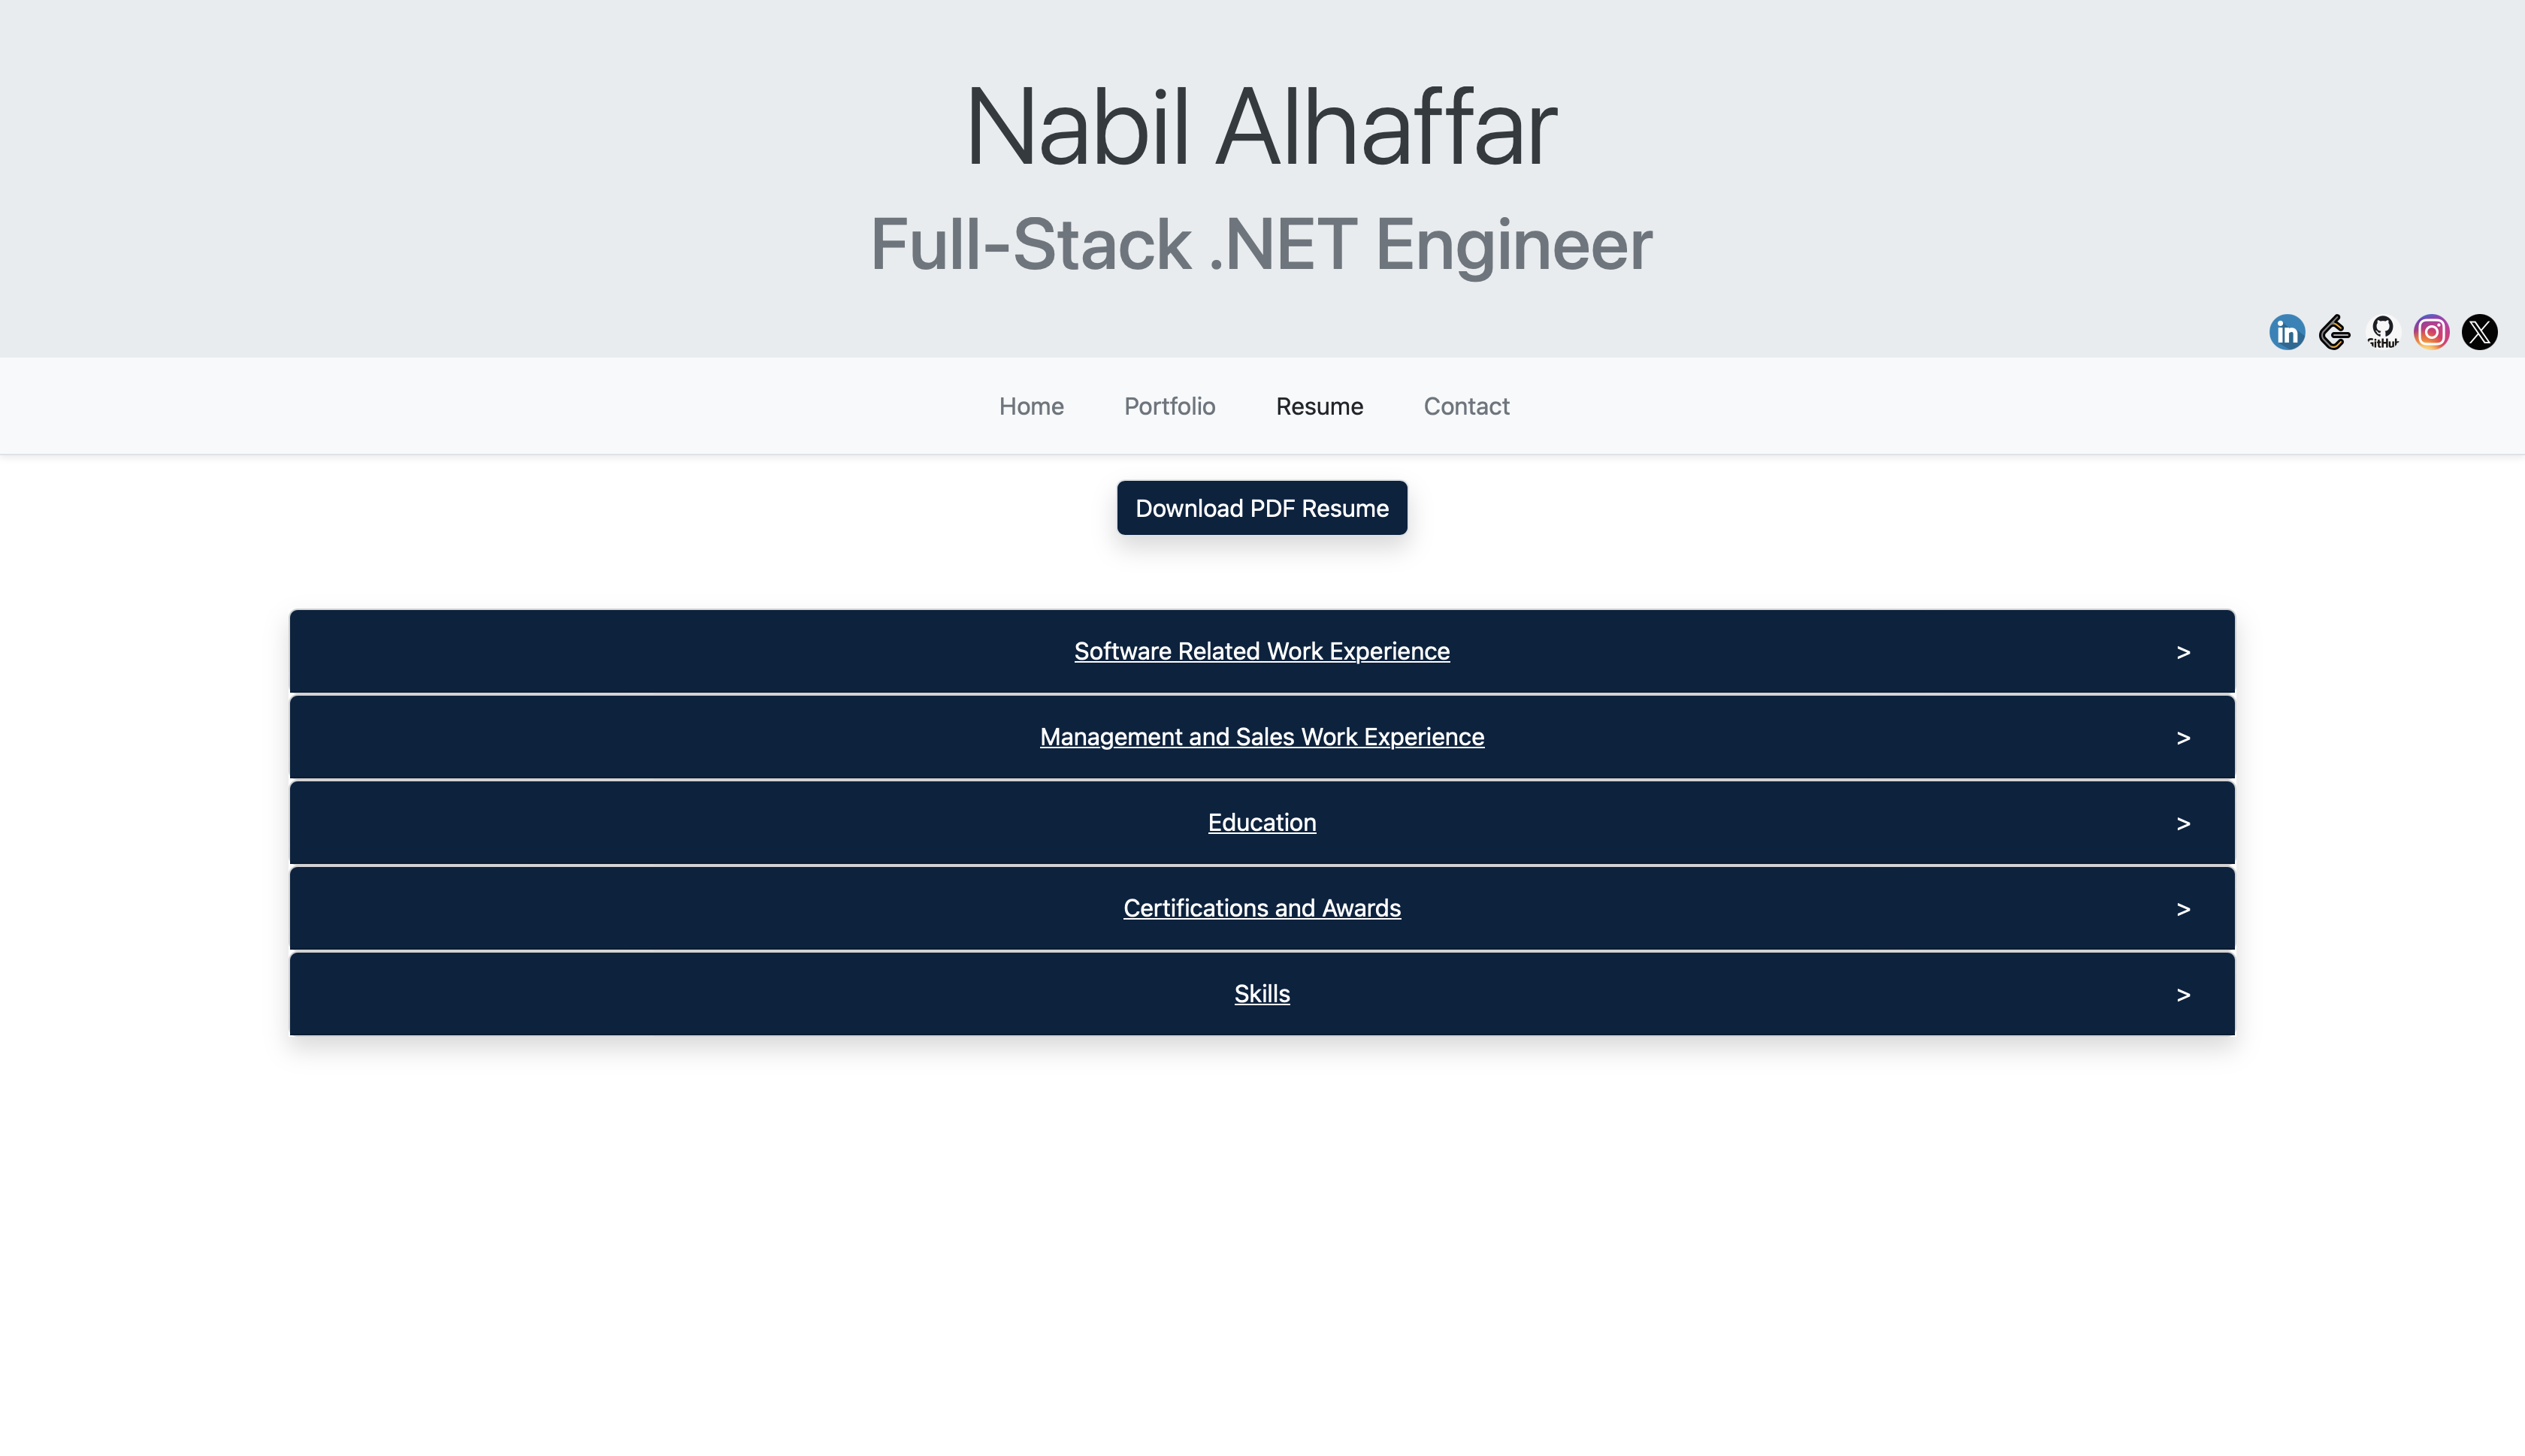 Nabil Alhaffar
Full-Stack .NET Engineer
in GitHub X
Home Portfolio Resume Contact
Download PDF Resume
Software Related Work Experience >
Management and Sales Work Experience >
Education >
Certifications and Awards >
Skills >